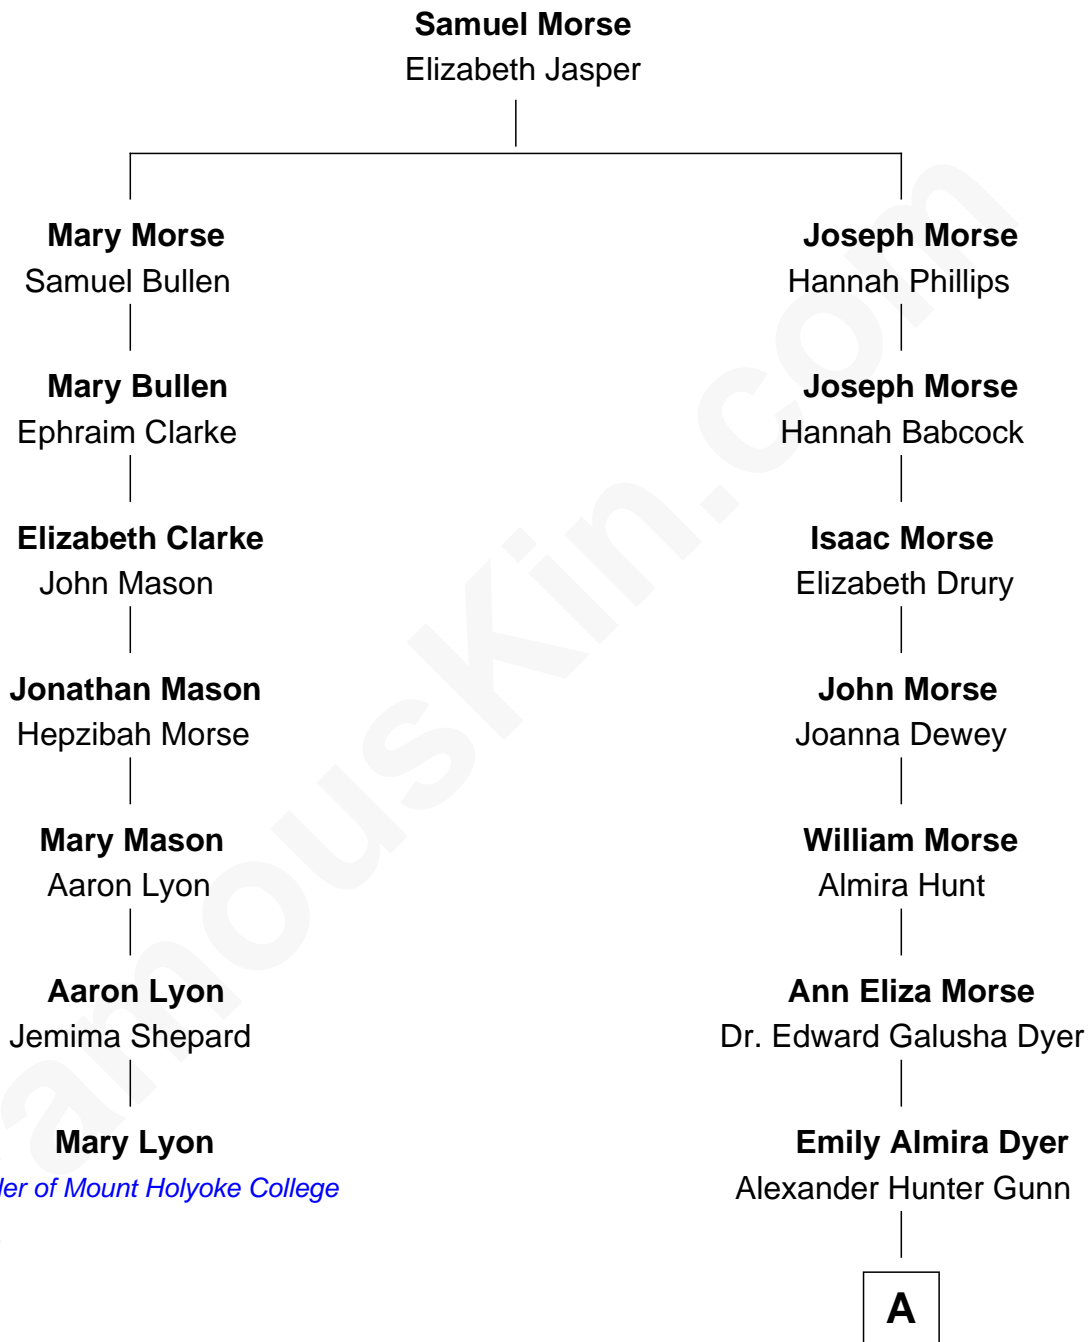 Samuel Morse
Elizabeth Jasper
Mary Morse
Samuel Bullen
Joseph Morse
Hannah Phillips
Mary Bullen
Ephraim Clarke
Joseph Morse
Hannah Babcock
Elizabeth Clarke
John Mason
Isaac Morse
Elizabeth Drury
Jonathan Mason
Hepzibah Morse
John Morse
Joanna Dewey
Mary Mason
Aaron Lyon
William Morse
Almira Hunt
Aaron Lyon
Jemima Shepard
Ann Eliza Morse
Dr. Edward Galusha Dyer
Mary Lyon
of Mount Holyoke College
Emily Almira Dyer
Alexander Hunter Gunn
A
amousKin.com